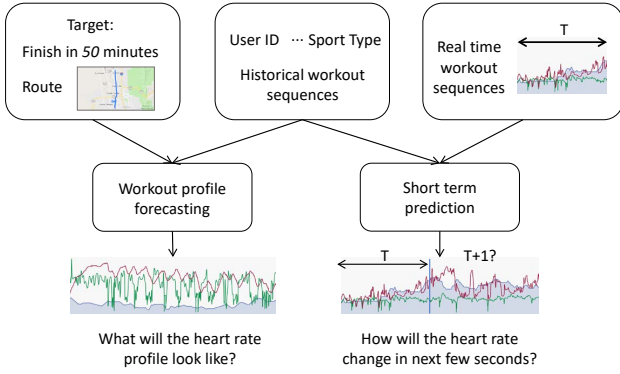 Target:
Finish in 50 minutes
Route
User ID ··· Sport Type
Historical workout
sequences
Real time
workout
sequences
T
Workout profile
forecasting
Short term
prediction
T
T+1?
What will the heart rate
profile look like?
How will the heart rate
change in next few seconds?